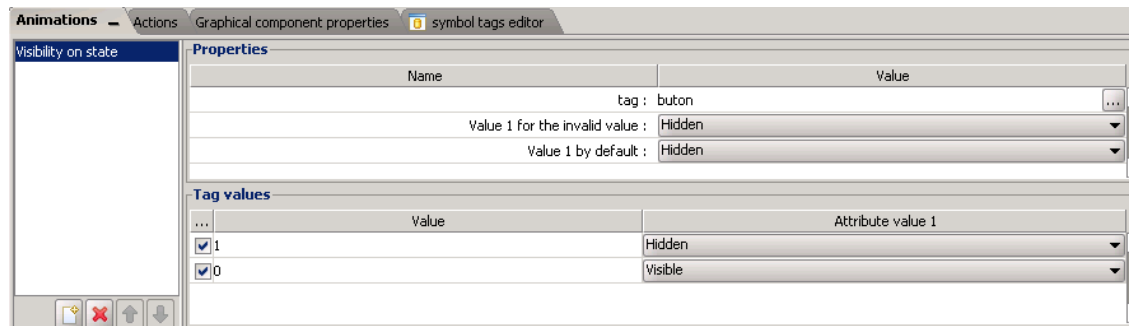 Animations Actions Graphical component properties symbol tags editor
Visibility on state
Properties
Name Value
tag : buton ...
Value 1 for the invalid value : Hidden
Value 1 by default : Hidden
Tag values
... Value Attribute value 1
1 Hidden
0 Visible